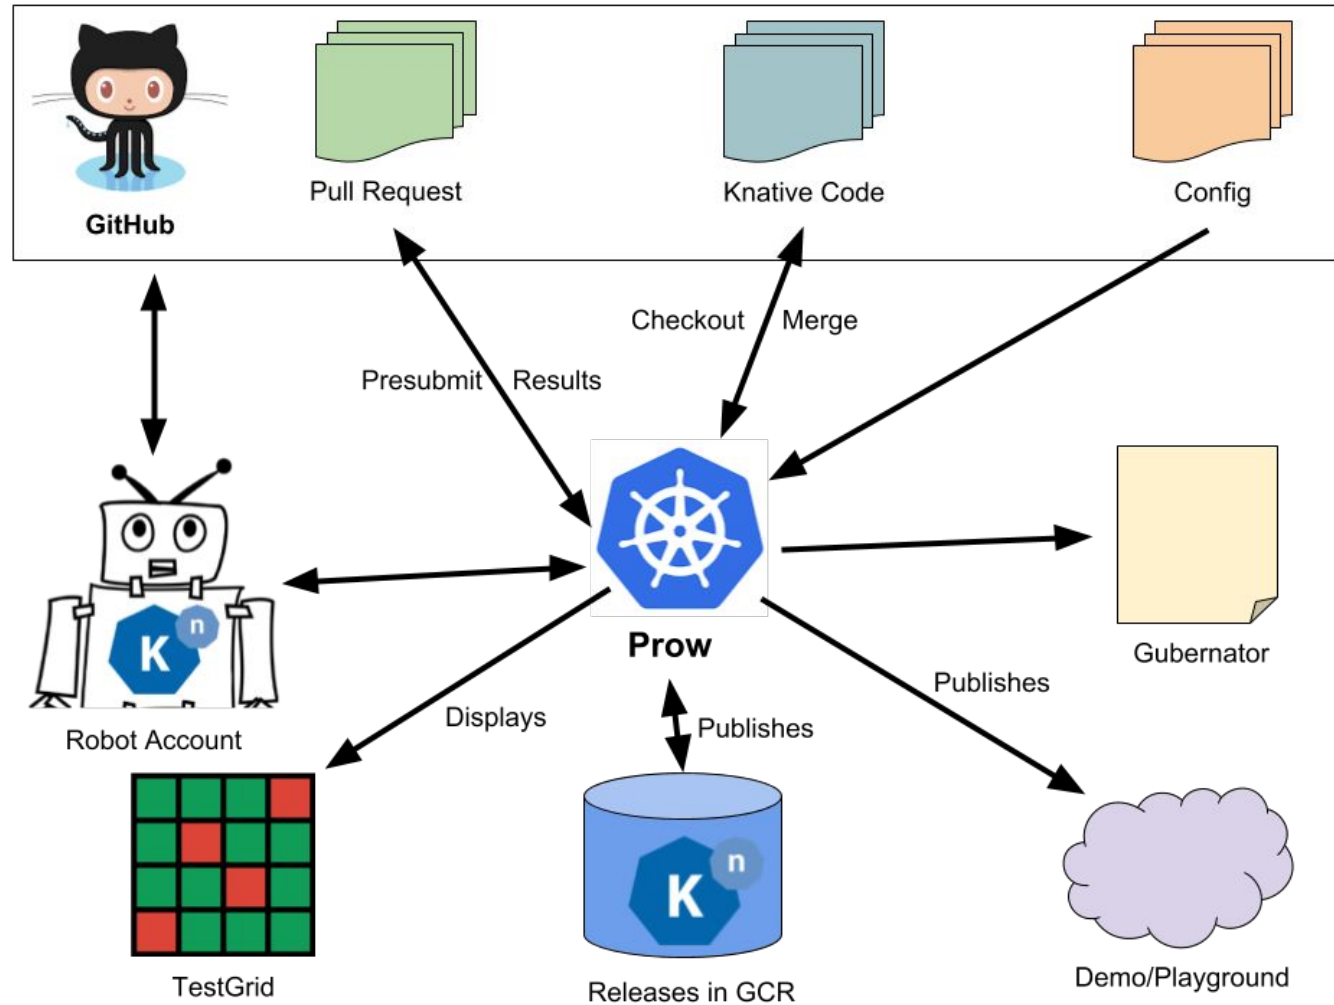 Pull Request
Knative Code
Config
GitHub
Checkout
Merge
Presubmit
Results
Prow
Gubernator
K
n
Robot Account
Displays
Publishes
Publishes
K
n
TestGrid
Releases in GCR
Demo/Playground